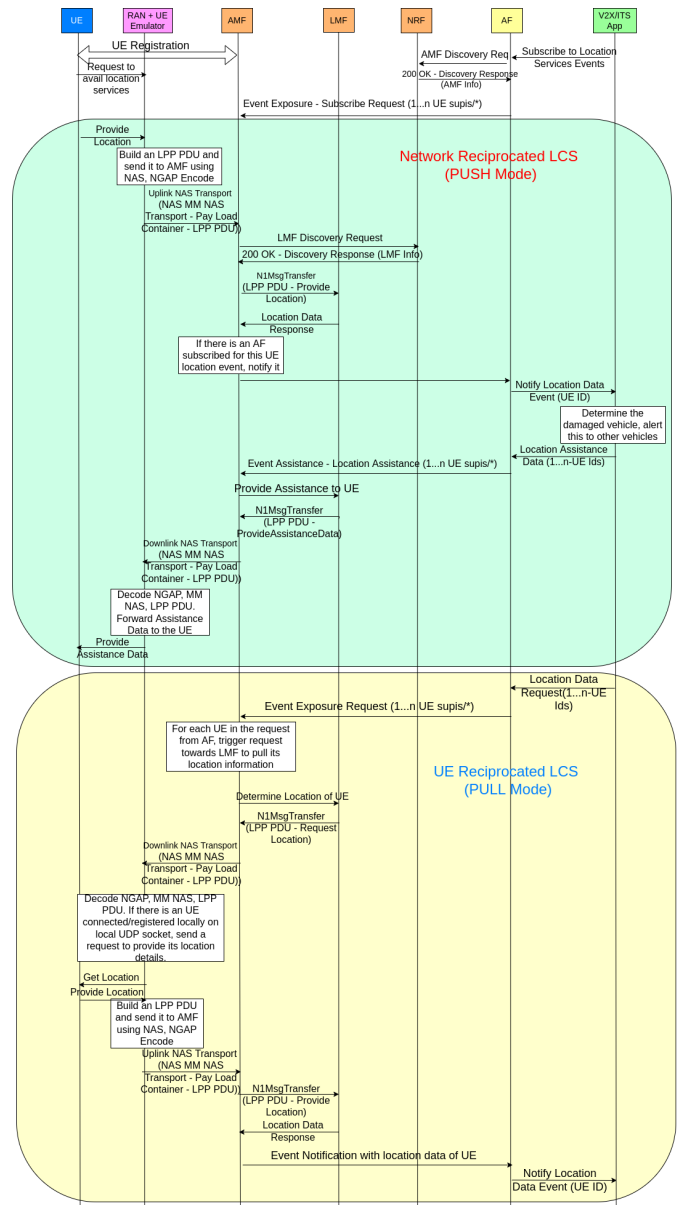 UE
RAN + UE
Emulator
AMF
LMF
NRF
AF
V2X/ITS
App
UE Registration
Request to
avail location
services
AMF Discovery Req
Subscribe to Location
Services Events
200 OK - Discovery Response
(AMF Info)
Event Exposure - Subscribe Request (1...n UE supis/*)
Provide
Location
Network Reciprocated LCS
(PUSH Mode)
Build an LPP PDU and
send it to AMF using
NAS, NGAP Encode
Uplink NAS Transport
(NAS MM NAS
Transport - Pay Load
Container - LPP PDU))
LMF Discovery Request
200 OK - Discovery Response (LMF Info)
N1MsgTransfer
(LPP PDU - Provide
Location)
Location Data
Response
If there is an AF
subscribed for this UE
location event, notify it
Notify Location Data
Event (UE ID)
Determine the
damaged vehicle, alert
this to other vehicles
Location Assistance
Data (1...n-UE Ids)
Event Assistance - Location Assistance (1...n UE supis/*)
Provide Assistance to UE
N1MsgTransfer
(LPP PDU -
ProvideAssistanceData)
Downlink NAS Transport
(NAS MM NAS
Transport - Pay Load
Container - LPP PDU))
Decode NGAP, MM
NAS, LPP PDU.
Forward Assistance
Data to the UE
Provide
Assistance Data
Location Data
Request(1...n-UE
Ids)
Event Exposure Request (1...n UE supis/*)
For each UE in the request
from AF, trigger request
towards LMF to pull its
location information
UE Reciprocated LCS
(PULL Mode)
Determine Location of UE
N1MsgTransfer
(LPP PDU - Request
Location)
Downlink NAS Transport
(NAS MM NAS
Transport - Pay Load
Container - LPP PDU))
Decode NGAP, MM NAS, LPP
PDU. If there is an UE
connected/registered locally on
local UDP socket, send a
request to provide its location
details.
Get Location
Provide Location
Build an LPP PDU
and send it to AMF
using NAS, NGAP
Encode
Uplink NAS Transport
(NAS MM NAS
Transport - Pay Load
Container - LPP PDU))
N1MsgTransfer
(LPP PDU - Provide
Location)
Location Data
Response
Event Notification with location data of UE
Notify Location
Data Event (UE ID)